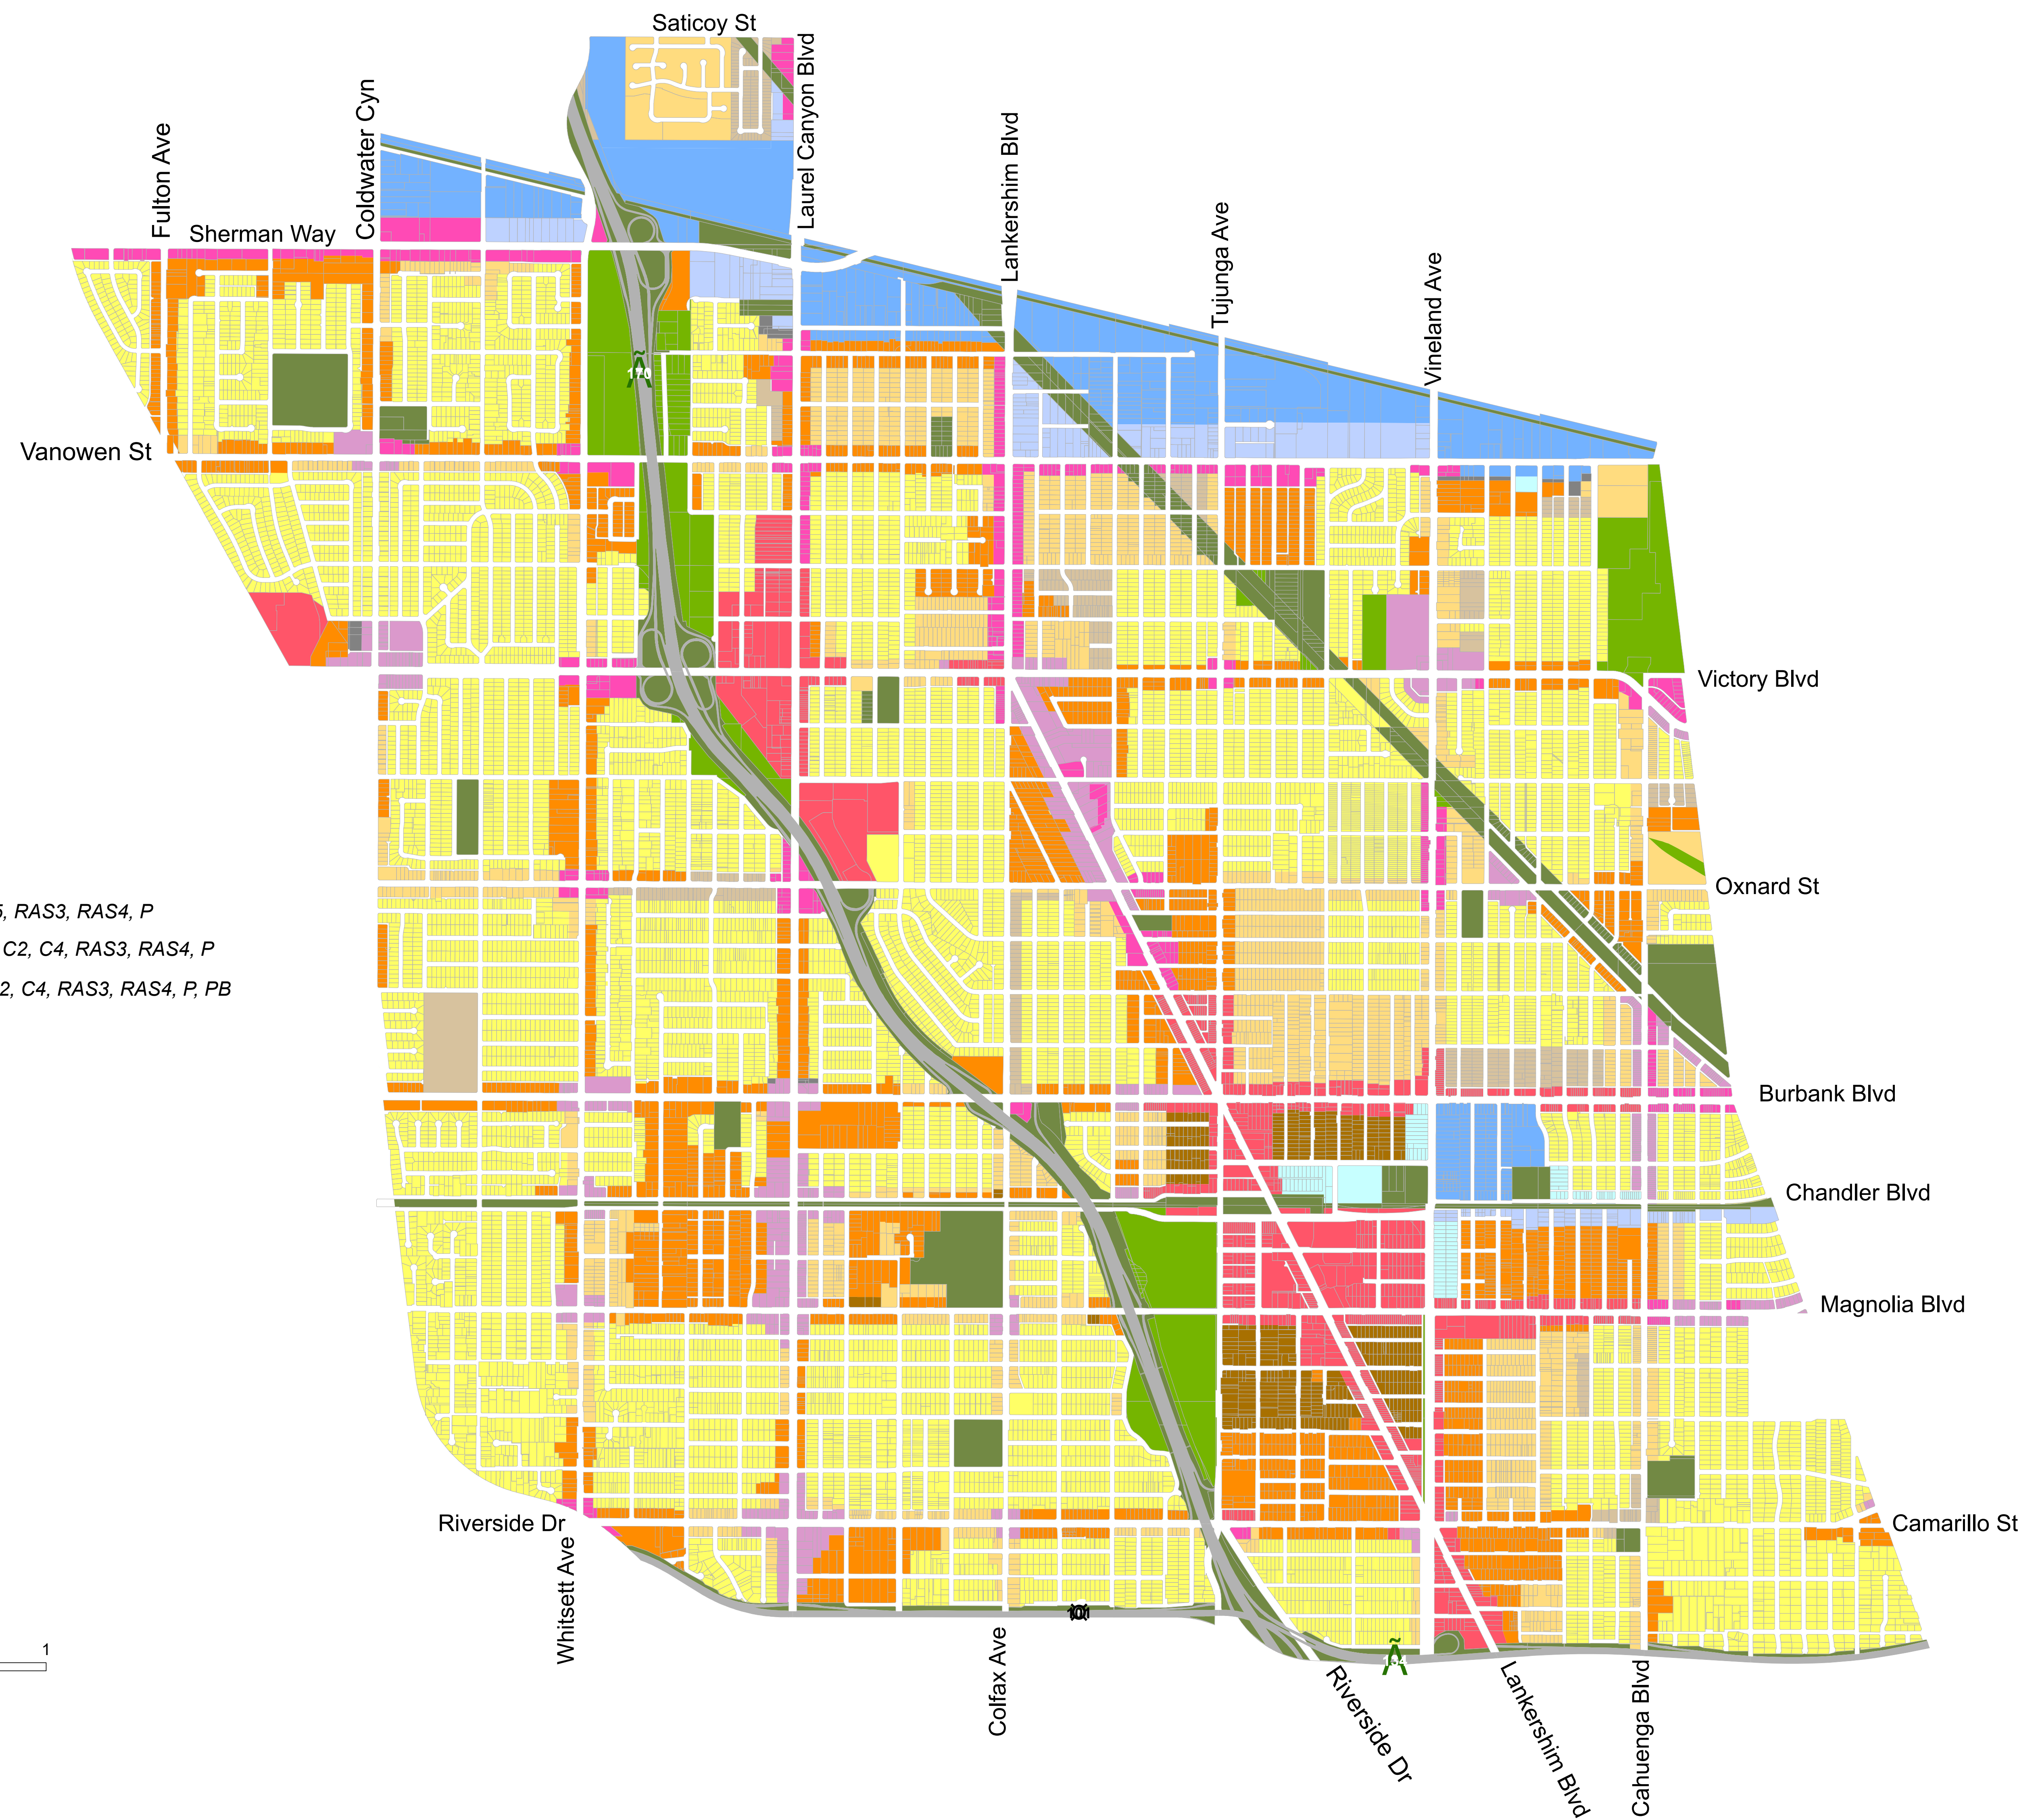 Saticoy St
Laurel Canyon Blvd
Coldwater Cyn
Fulton Ave
Sherman Way
Lankershim Blvd
Tujunga Ave
Vineland Ave
170
Vanowen St
Victory Blvd
Oxnard St
5, RAS3, RAS4, P
C2, C4, RAS3, RAS4, P
2, C4, RAS3, RAS4, P, PB
Burbank Blvd
Chandler Blvd
Magnolia Blvd
Riverside Dr
Camarillo St
Whitsett Ave
101
Colfax Ave
1
134
Riverside Dr
Lankershim Blvd
Cahuenga Blvd